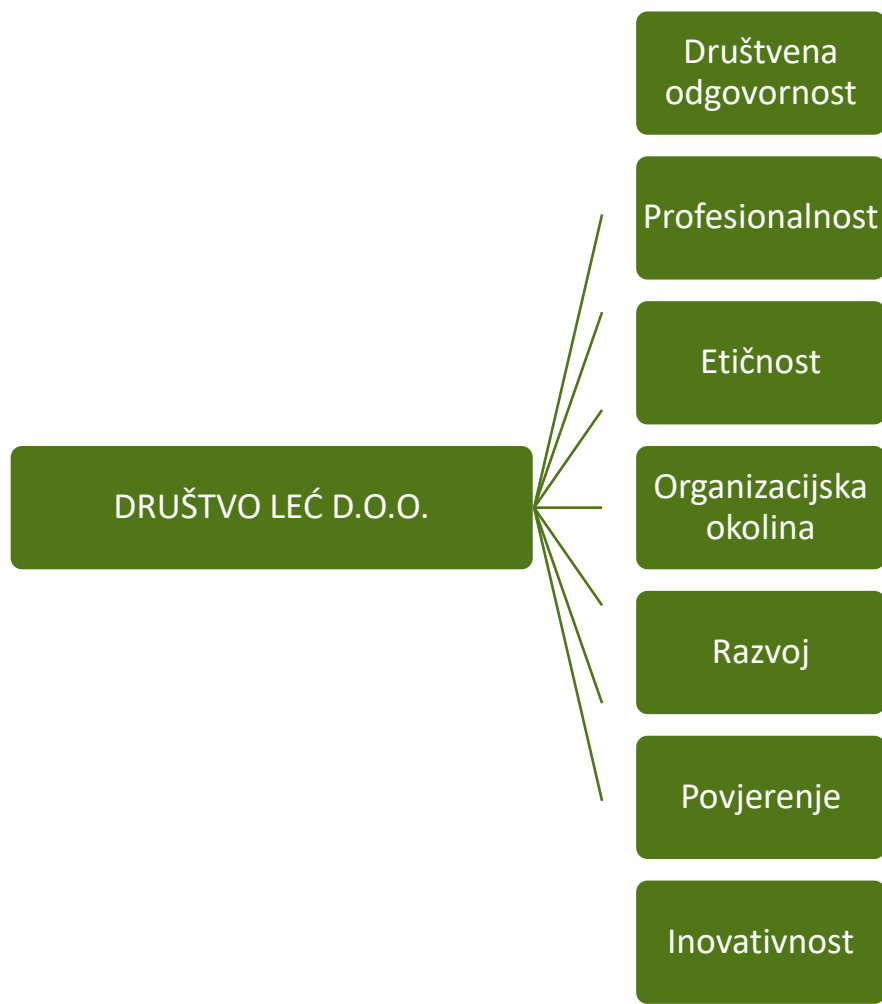 Društvena
odgovornost
Profesionalnost
Etičnost
DRUŠTVO LEĆ D.O.O.
Organizacijska
okolina
Razvoj
Povjerenje
Inovativnost